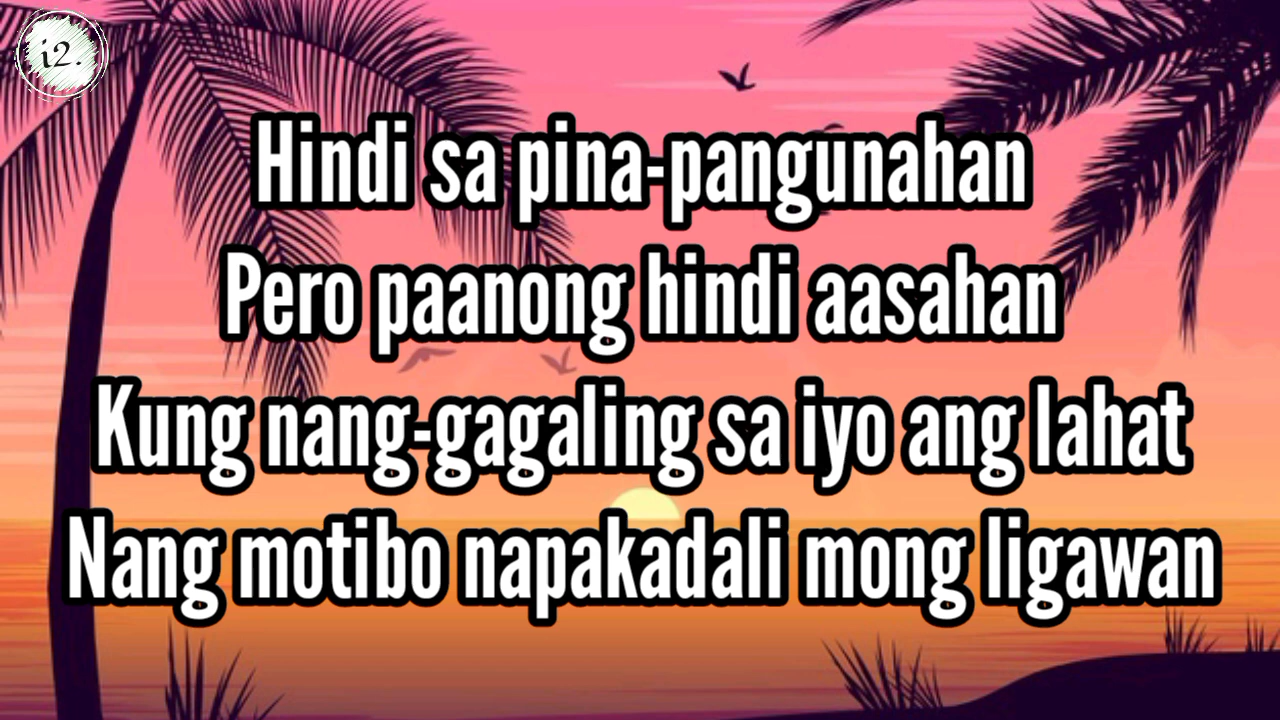 i2.
Hindi sa pina-pangunahan
Pero paanong hindi aasahan
Kung nang-gagaling sa iyo ang lahat
Nang motibo napakadali mong ligawan